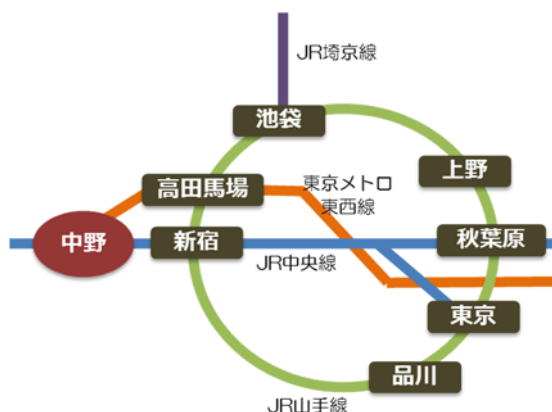 JR埼京線
池袋
上野
高田馬場
東京メトロ
東西線
中野
新宿
秋葉原
JR中央線
東京
品川
JR山手線